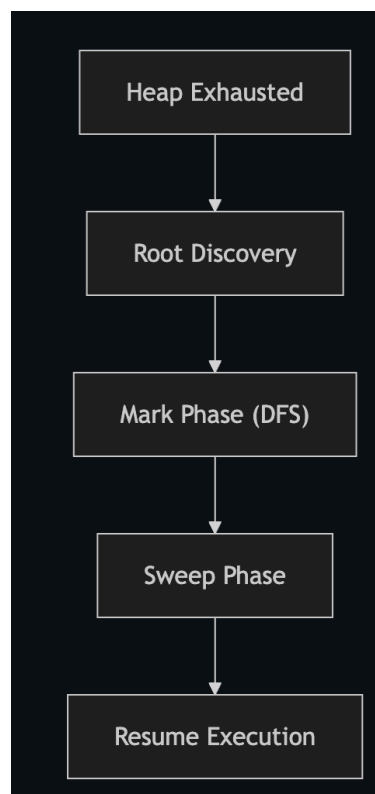 Heap Exhausted
Root Discovery
Mark Phase (DFS)
Sweep Phase
Resume Execution